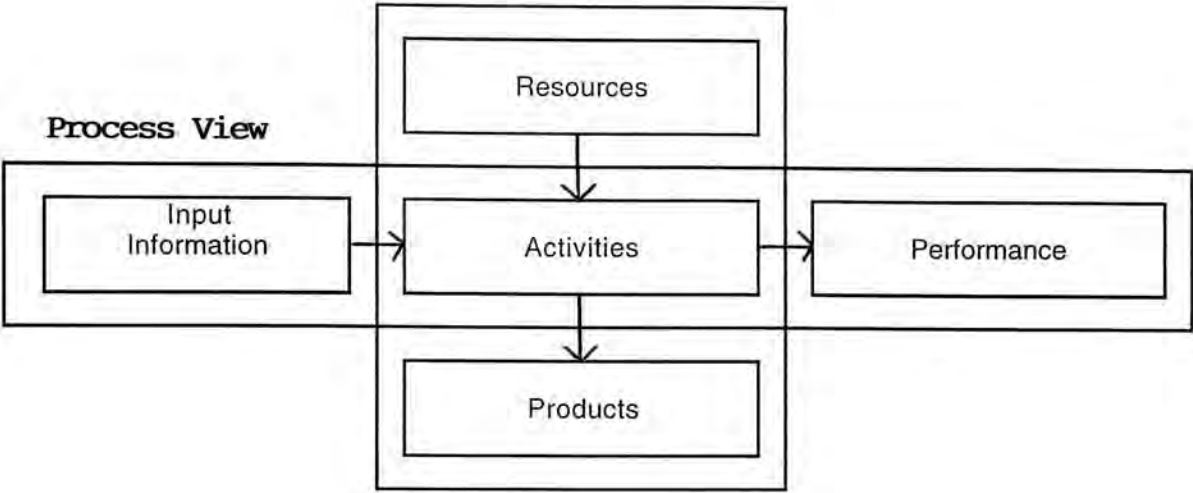 Resources
Process View
Input
Information
Activities
Performance
Products